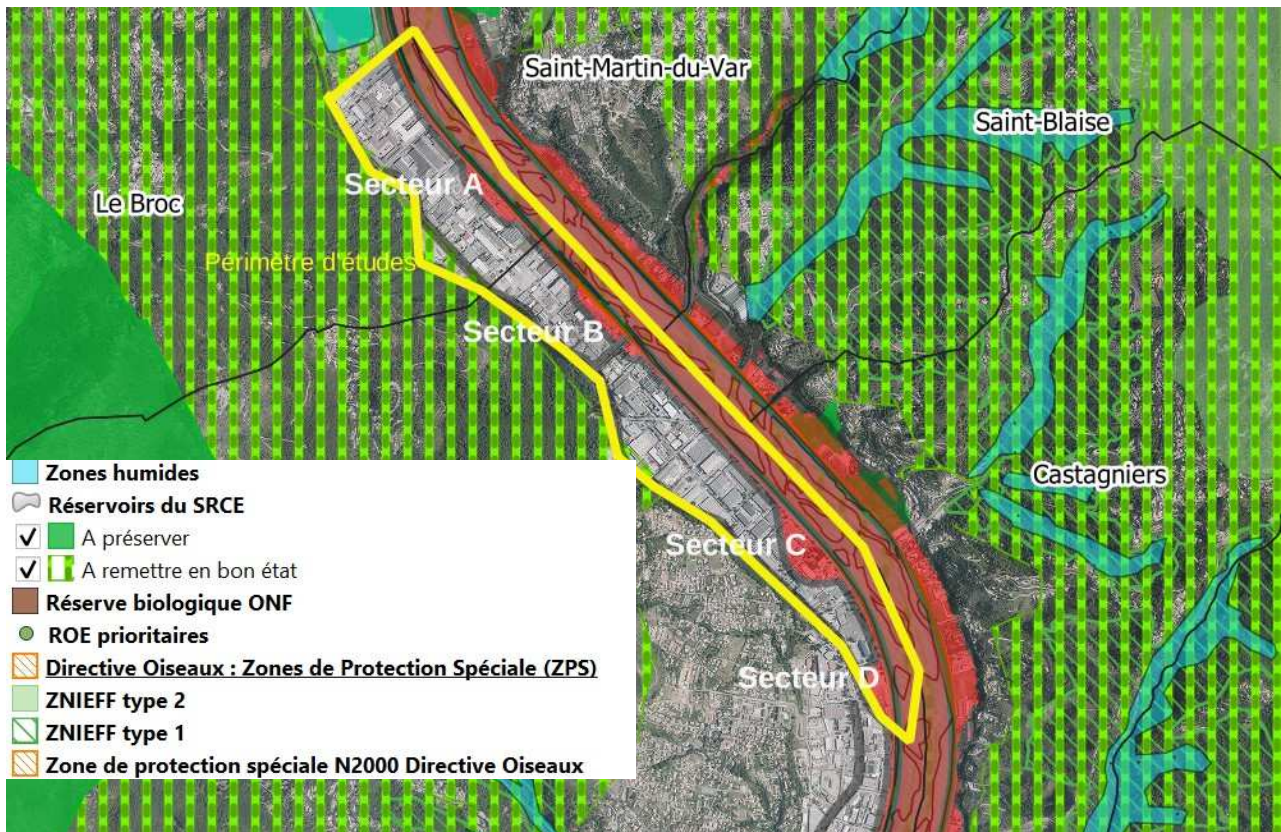 Saint-Martin-du-Var
Saint-Blaise
Secteur A
Le Broc
Périmètre d'études
Secteur B
Castagniers
Secteur C
Secteur D
Zones humides
Réservoirs du SRCE
A préserver
A remettre en bon état
Réserve biologique ONF
ROE prioritaires
Directive Oiseaux : Zones de Protection Spéciale (ZPS)
ZNIEFF type 2
ZNIEFF type 1
Zone de protection spéciale N2000 Directive Oiseaux